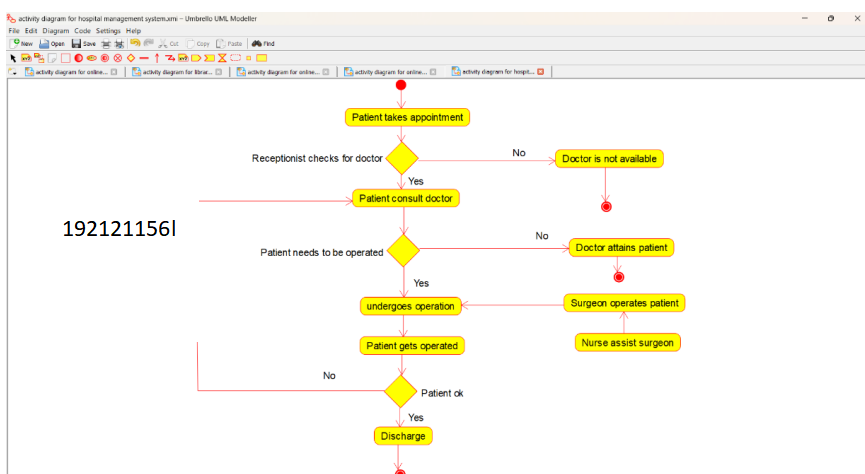 activity diagram for hospital management system.xmi – Umbrello UML Modeller
File Edit Diagram Code Settings Help
New Open Save Cut Copy Paste Find
activity diagram for online... activity diagram for librar... activity diagram for online... activity diagram for online... activity diagram for hospit...
Patient takes appointment
Receptionist checks for doctor
No
Doctor is not available
Yes
Patient consult doctor
192121156l
Patient needs to be operated
No
Doctor attains patient
Yes
undergoes operation
Surgeon operates patient
Patient gets operated
Nurse assist surgeon
No
Patient ok
Yes
Discharge